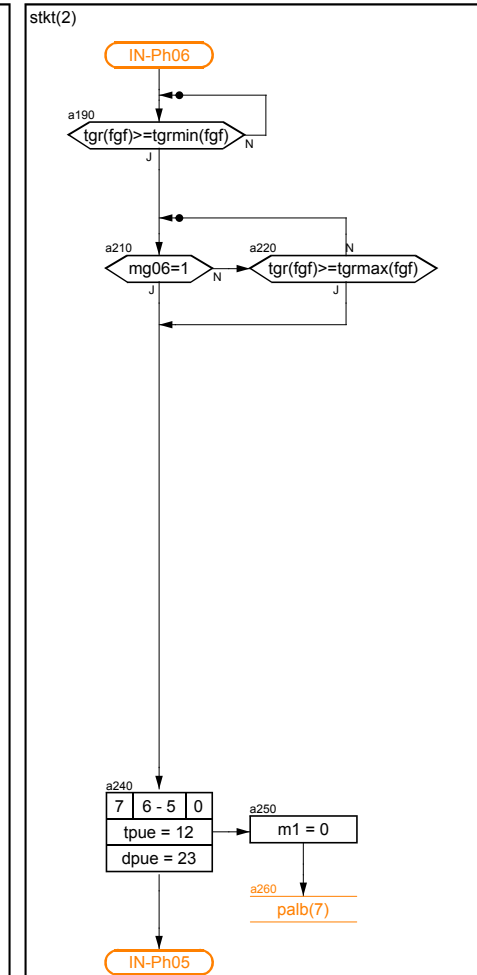 stkt(2)
IN-Ph06
a190
tgr(fgf)>=tgrmin(fgf)
N
J
a210
mg06=1
N
J
a220
N
tgr(fgf)>=tgrmax(fgf)
J
a240
7 6 - 5 0
tpue = 12
dpue = 23
a250
m1 = 0
a260
palb(7)
IN-Ph05